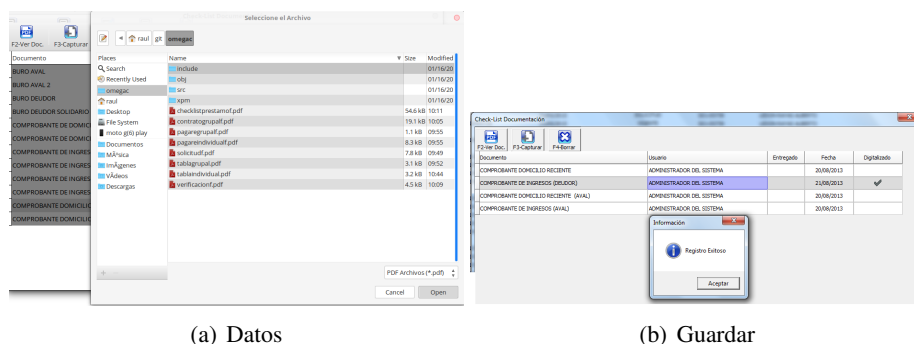 Seleccione el Archivo
F2-Ver Doc. F3-Capturar
raul git omegac
Documento
BURO AVAL
BURO AVAL 2
BURO DEUDOR
BURO DEUDOR SOLIDARIO
COMPROBANTE DE DOMIC
COMPROBANTE DE DOMIC
COMPROBANTE DE INGRES
COMPROBANTE DE INGRES
COMPROBANTE DE INGRES
COMPROBANTE DE INGRES
COMPROBANTE DOMICILIO
COMPROBANTE DOMICILIO
Places
Search
Recently Used
omegac
raul
Desktop
File System
moto g(6) play
Documentos
MÃºsica
ImÃgenes
VÃdeos
Descargas
Name Size Modified
include 01/16/20
obj 01/16/20
src 01/16/20
xpm 01/16/20
checklistprestamof.pdf 54.6 kB 10:11
contratogrupalf.pdf 19.1 kB 10:05
pagaregrupalf.pdf 1.1 kB 09:55
pagareindividualf.pdf 8.3 kB 09:55
solicitudf.pdf 7.8 kB 09:49
tablagrupal.pdf 3.1 kB 09:52
tablaindividual.pdf 3.2 kB 10:44
verificacionf.pdf 4.5 kB 10:09
PDF Archivos (*.pdf)
Cancel Open
(a) Datos
Check-List Documentación
F2-Ver Doc. F3-Capturar F4-Borrar
Documento Usuario Entregado Fecha Digitalizado
COMPROBANTE DOMICILIO RECIENTE ADMINISTRADOR DEL SISTEMA 20/08/2013
COMPROBANTE DE INGRESOS (DEUDOR) ADMINISTRADOR DEL SISTEMA 21/08/2013
COMPROBANTE DOMICILIO RECIENTE (AVAL) ADMINISTRADOR DEL SISTEMA 20/08/2013
COMPROBANTE DE INGRESOS (AVAL) ADMINISTRADOR DEL SISTEMA 20/08/2013
Información
Registro Exitoso
Aceptar
(b) Guardar